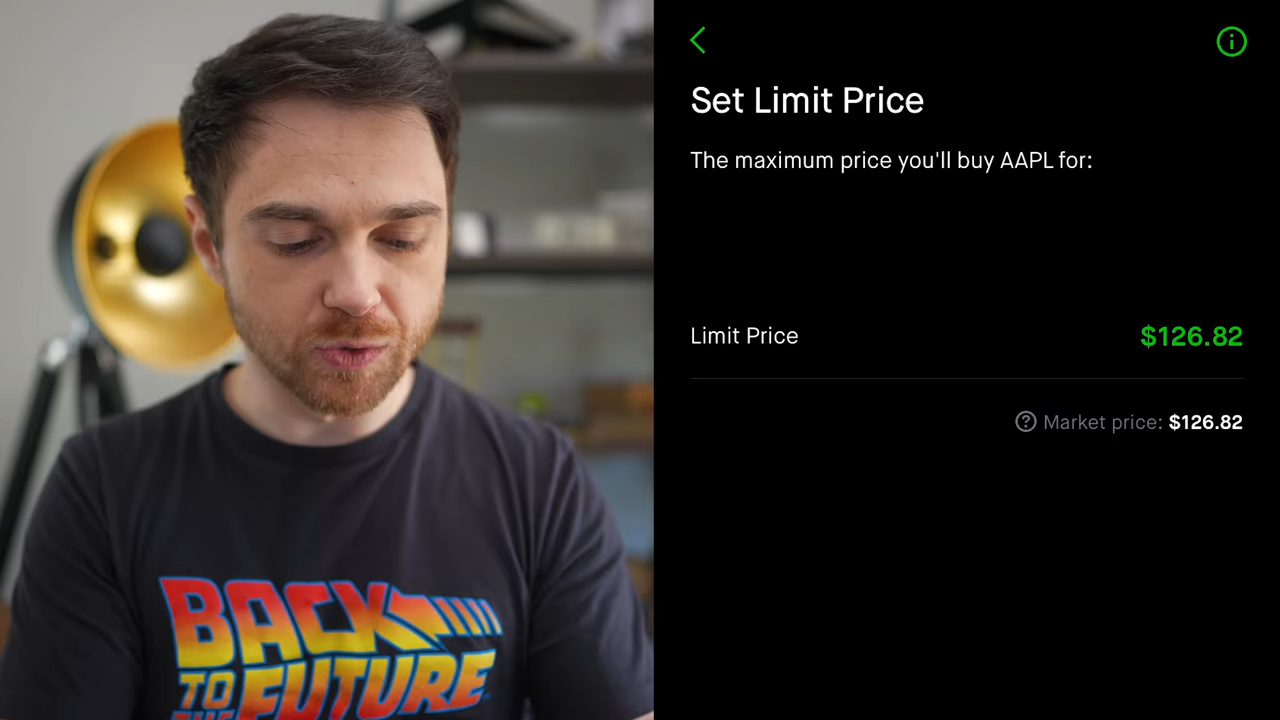 BACK
TO
THE FUTURE
Set Limit Price
The maximum price you'll buy AAPL for:
Limit Price $126.82
Market price: $126.82